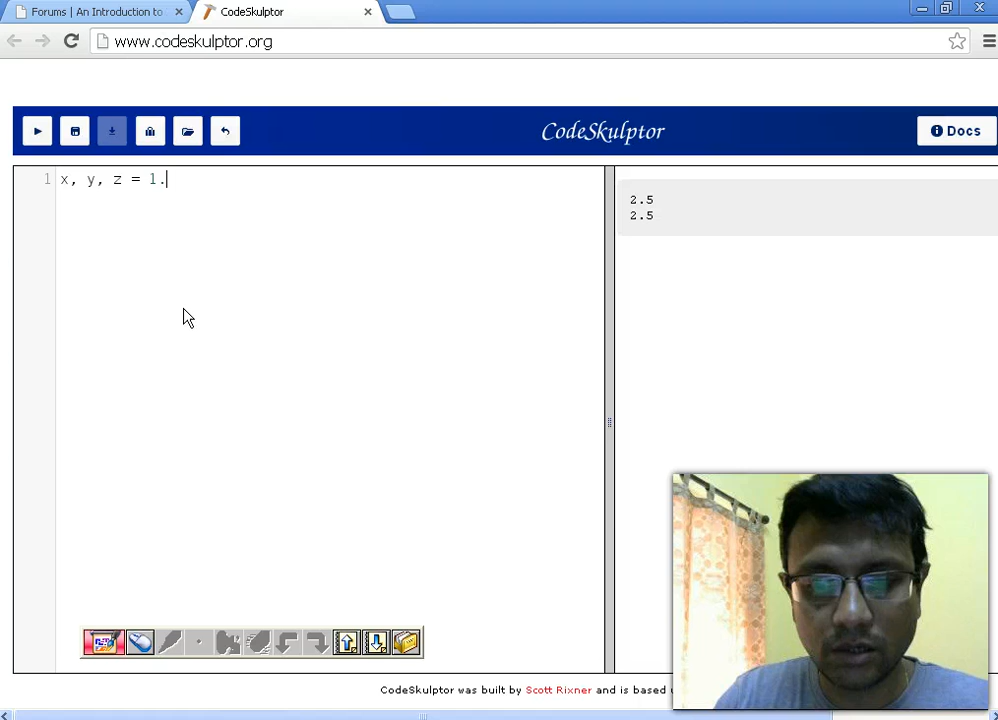 Forums | An Introduction to
CodeSkulptor
www.codeskulptor.org
CodeSkulptor
Docs
1 x, y, z = 1.
2.5
2.5
CodeSkulptor was built by Scott Rixner and is based